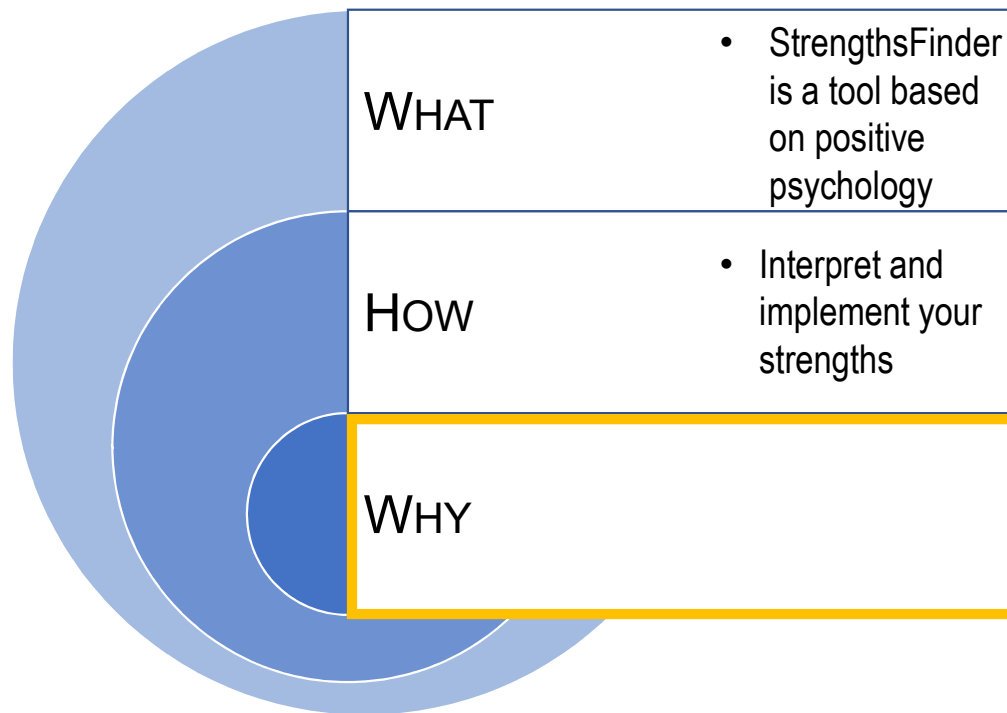 WHAT
• StrengthsFinder
is a tool based
on positive
psychology
HOW
• Interpret and
implement your
strengths
WHY